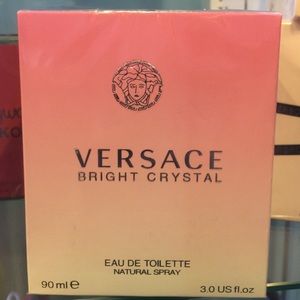 VERSACE
BRIGHT CRYSTAL
EAU DE TOILETTE
NATURAL SPRAY
90 ml ℮ 3.0 US fl.oz